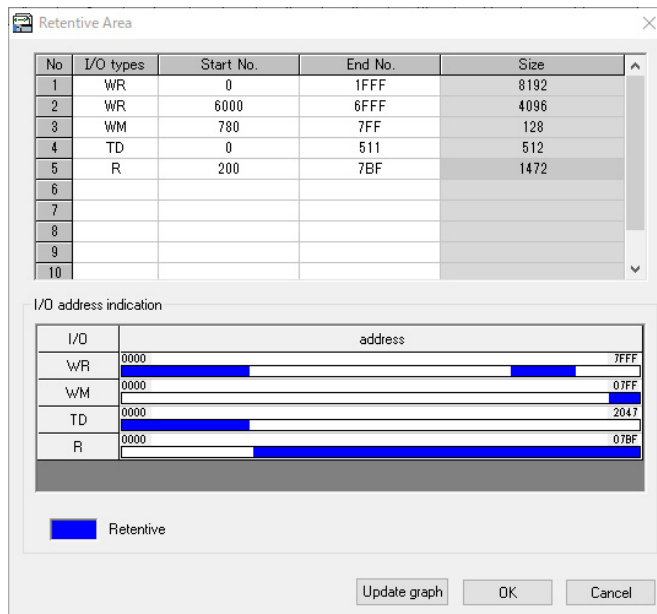 Retentive Area
No I/O types Start No. End No. Size
1 WR 0 1FFF 8192
2 WR 6000 6FFF 4096
3 WM 780 7FF 128
4 TD 0 511 512
5 R 200 7BF 1472
6
7
8
9
10
I/O address indication
I/O address
WR 0000 7FFF
WM 0000 07FF
TD 0000 2047
R 0000 07BF
Retentive
Update graph OK Cancel